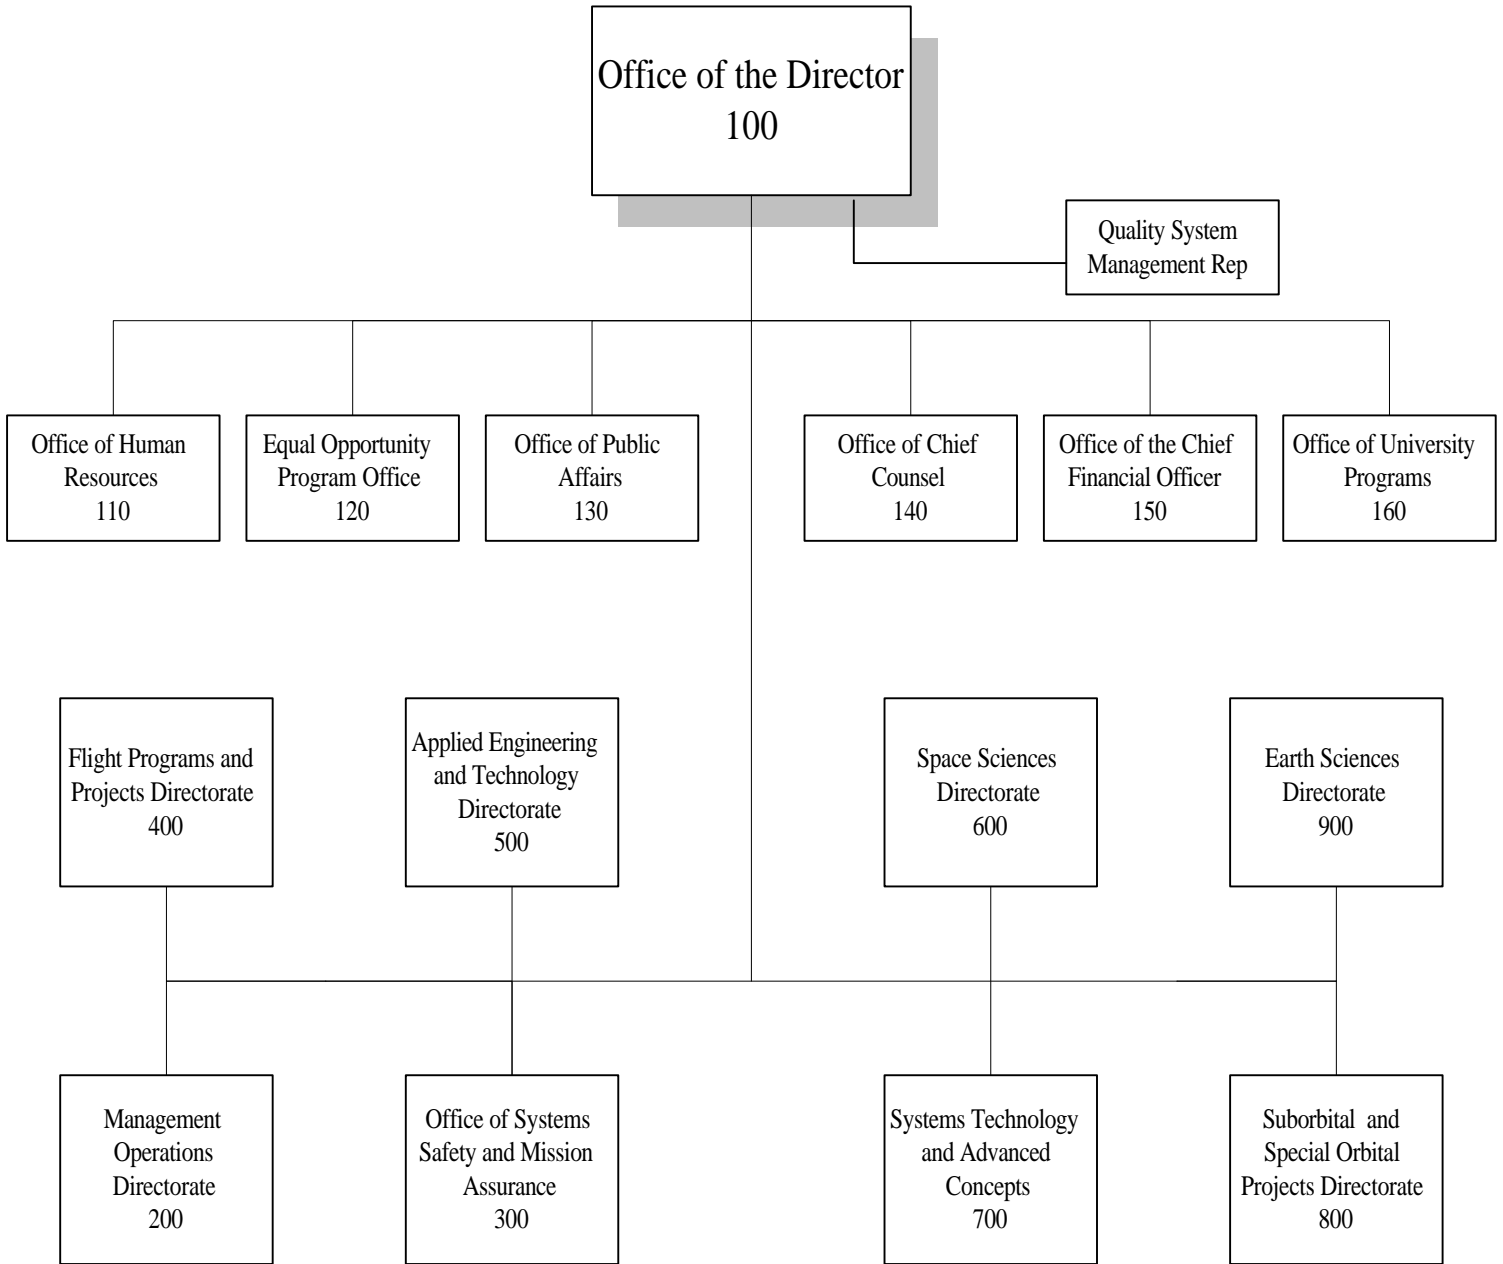 Office of the Director
100
Quality System
Management Rep
Office of Human
Resources
110
Equal Opportunity
Program Office
120
Office of Public
Affairs
130
Office of Chief
Counsel
140
Office of the Chief
Financial Officer
150
Office of University
Programs
160
Flight Programs and
Projects Directorate
400
Applied Engineering
and Technology
Directorate
500
Space Sciences
Directorate
600
Earth Sciences
Directorate
900
Management
Operations
Directorate
200
Office of Systems
Safety and Mission
Assurance
300
Systems Technology
and Advanced
Concepts
700
Suborbital and
Special Orbital
Projects Directorate
800